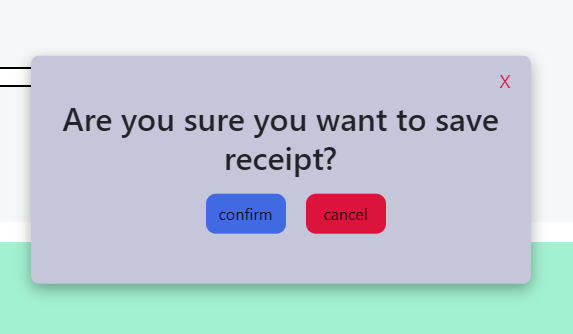 X
Are you sure you want to save
receipt?
confirm cancel